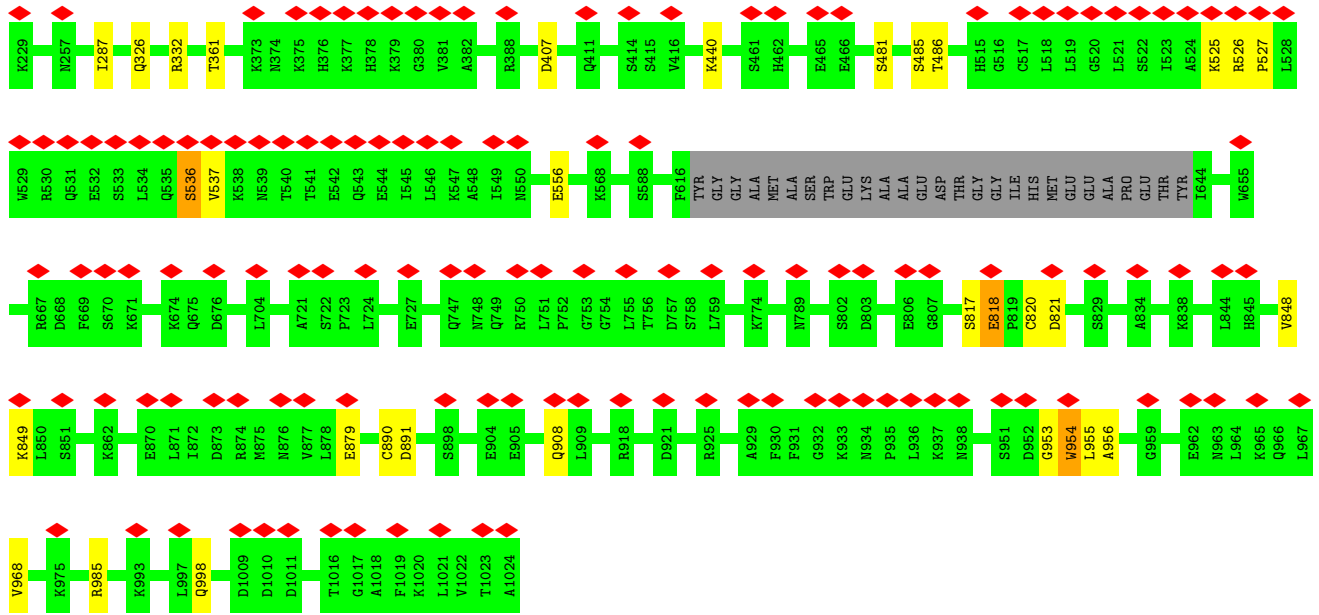 K229 N257 I287 Q326 R332 T361 K373 N374 K375 H376 K377 H378 K379 G380 V381 A382 R388 D407 Q411 S414 S415 V416 K440 S461 H462 E465 E466 S481 S485 T486 H515 G516 C517 L518 L519 G520 L521 S522 I523 A524 K525 R526 P527 L528
W529 R530 Q531 E532 S533 L534 Q535 S536 V537 K538 N539 T540 T541 E542 Q543 E544 I545 L546 K547 A548 I549 N550 E556 K568 S588 F616 TYR GLY GLY ALA MET ALA SER TRP GLU LYS ALA ALA GLU ASP THR GLY GLY ILE HIS MET GLU GLU ALA PRO GLU THR TYR I644 W655
R667 D668 F669 S670 K671 K674 Q675 D676 L704 A721 S722 P723 L724 E727 Q747 N748 Q749 R750 L751 P752 G753 G754 L755 T756 D757 S758 L759 K774 N789 S802 D803 E806 G807 S817 E818 P819 C820 D821 S829 A834 K838 L844 H845 V848
K849 L850 S851 K862 E870 L871 I872 D873 R874 M875 N876 V877 L878 E879 C890 D891 S898 E904 E905 Q908 L909 R918 D921 R925 A929 F930 F931 G932 K933 N934 P935 L936 K937 N938 S951 D952 G953 W954 L955 A956 G959 E962 N963 L964 K965 Q966 L967
V968 K975 R985 K993 L997 Q998 D1009 D1010 D1011 T1016 G1017 A1018 F1019 K1020 L1021 V1022 T1023 A1024